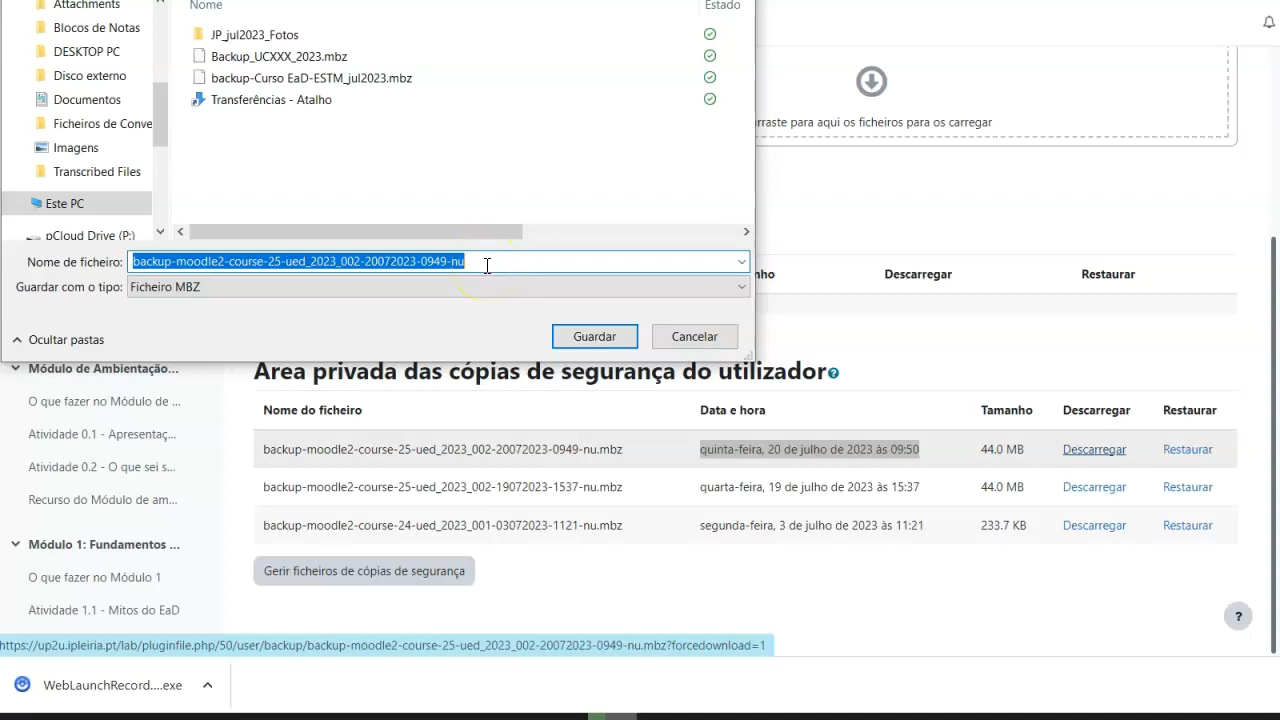 Attachments
Blocos de Notas
DESKTOP PC
Disco externo
Documentos
Ficheiros de Conve
Imagens
Transcribed Files
Este PC
pCloud Drive (P:)
Nome Estado
JP_jul2023_Fotos
Backup_UCXXX_2023.mbz
backup-Curso EaD-ESTM_jul2023.mbz
Transferências - Atalho
Nome de ficheiro: backup-moodle2-course-25-ued_2023_002-20072023-0949-nu
Guardar com o tipo: Ficheiro MBZ
Ocultar pastas Guardar Cancelar
rraste para aqui os ficheiros para os carregar
nho Descarregar Restaurar
Módulo de Ambientação...
O que fazer no Módulo de ...
Atividade 0.1 - Apresentaç...
Atividade 0.2 - O que sei s...
Recurso do Módulo de am...
Módulo 1: Fundamentos ...
O que fazer no Módulo 1
Atividade 1.1 - Mitos do EaD
Área privada das cópias de segurança do utilizador?
Nome do ficheiro Data e hora Tamanho Descarregar Restaurar
backup-moodle2-course-25-ued_2023_002-20072023-0949-nu.mbz quinta-feira, 20 de julho de 2023 às 09:50 44.0 MB Descarregar Restaurar
backup-moodle2-course-25-ued_2023_002-19072023-1537-nu.mbz quarta-feira, 19 de julho de 2023 às 15:37 44.0 MB Descarregar Restaurar
backup-moodle2-course-24-ued_2023_001-03072023-1121-nu.mbz segunda-feira, 3 de julho de 2023 às 11:21 233.7 KB Descarregar Restaurar
Gerir ficheiros de cópias de segurança
?
https://up2u.ipleiria.pt/lab/pluginfile.php/50/user/backup/backup-moodle2-course-25-ued_2023_002-20072023-0949-nu.mbz?forcedownload=1
WebLaunchRecord....exe